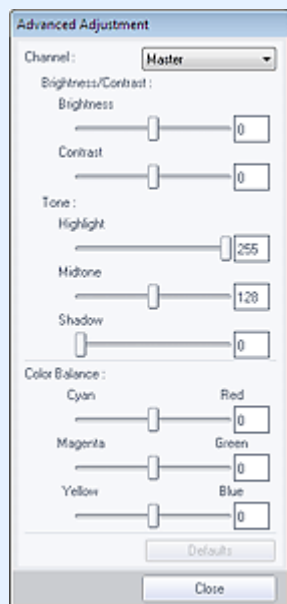 Advanced Adjustment
Channel : Master
Brightness/Contrast :
Brightness
0
Contrast
0
Tone :
Highlight
255
Midtone
128
Shadow
0
Color Balance :
Cyan Red
0
Magenta Green
0
Yellow Blue
0
Defaults
Close